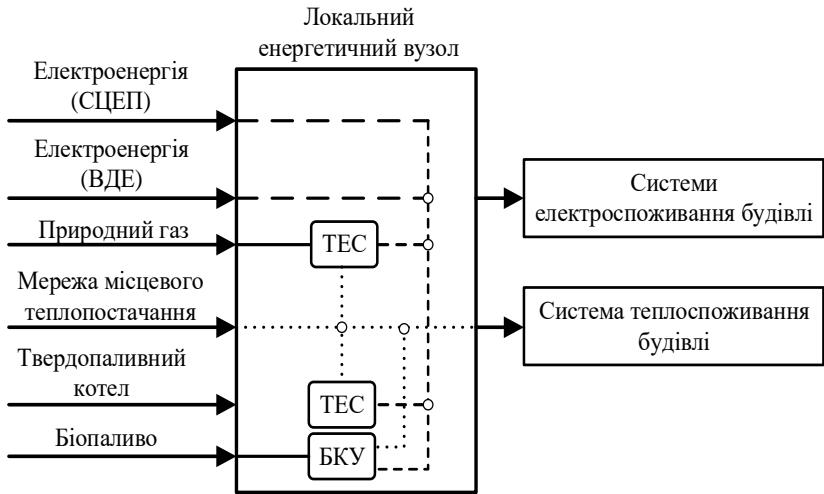 Локальний
енергетичний вузол
Електроенергія
(СЦЕП)
Електроенергія
(ВДЕ)
Природний газ
ТЕС
Мережа місцевого
теплопостачання
Твердопаливний
котел
ТЕС
Біопаливо
БКУ
Системи
електроспоживання будівлі
Система теплоспоживання
будівлі